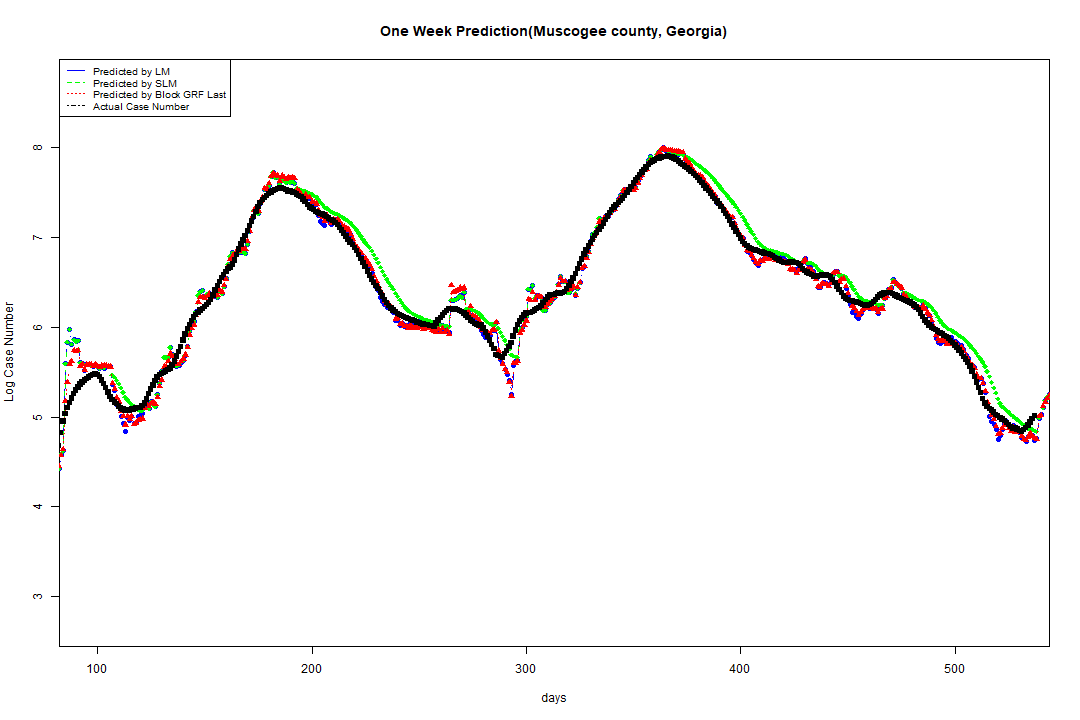 One Week Prediction(Muscogee county, Georgia)
Predicted by LM
Predicted by SLM
Predicted by Block GRF Last
Actual Case Number
8
7
6
5
4
3
Log Case Number
100 200 300 400 500
days